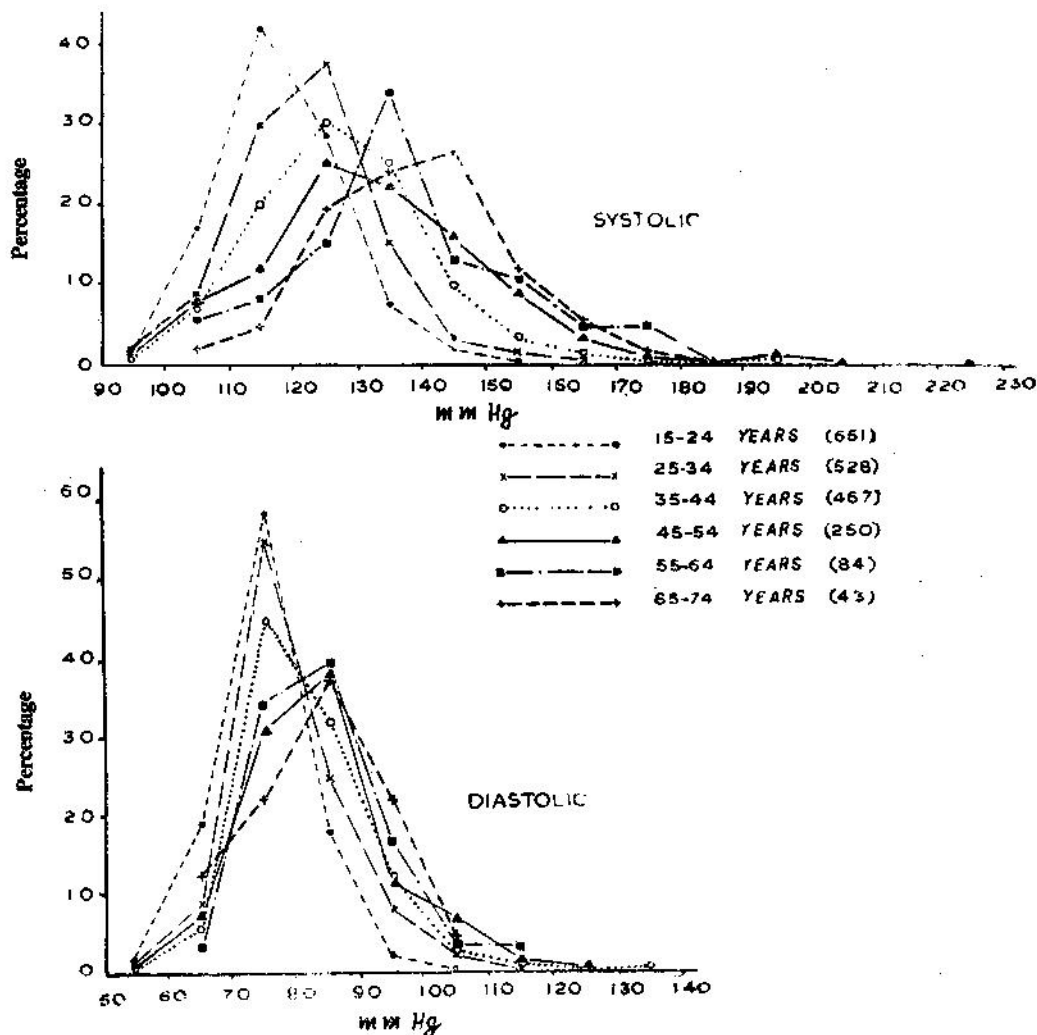 Percentage
40
30
20
10
0
SYSTOLIC
90 100 110 120 130 140 150 160 170 180 190 200 210 220 230
mm Hg
15-24 YEARS (651)
25-34 YEARS (528)
35-44 YEARS (467)
45-54 YEARS (250)
55-64 YEARS (84)
65-74 YEARS (43)
Percentage
60
50
40
30
20
10
0
DIASTOLIC
60 70 80 90 100 110 120 130 140
mm Hg